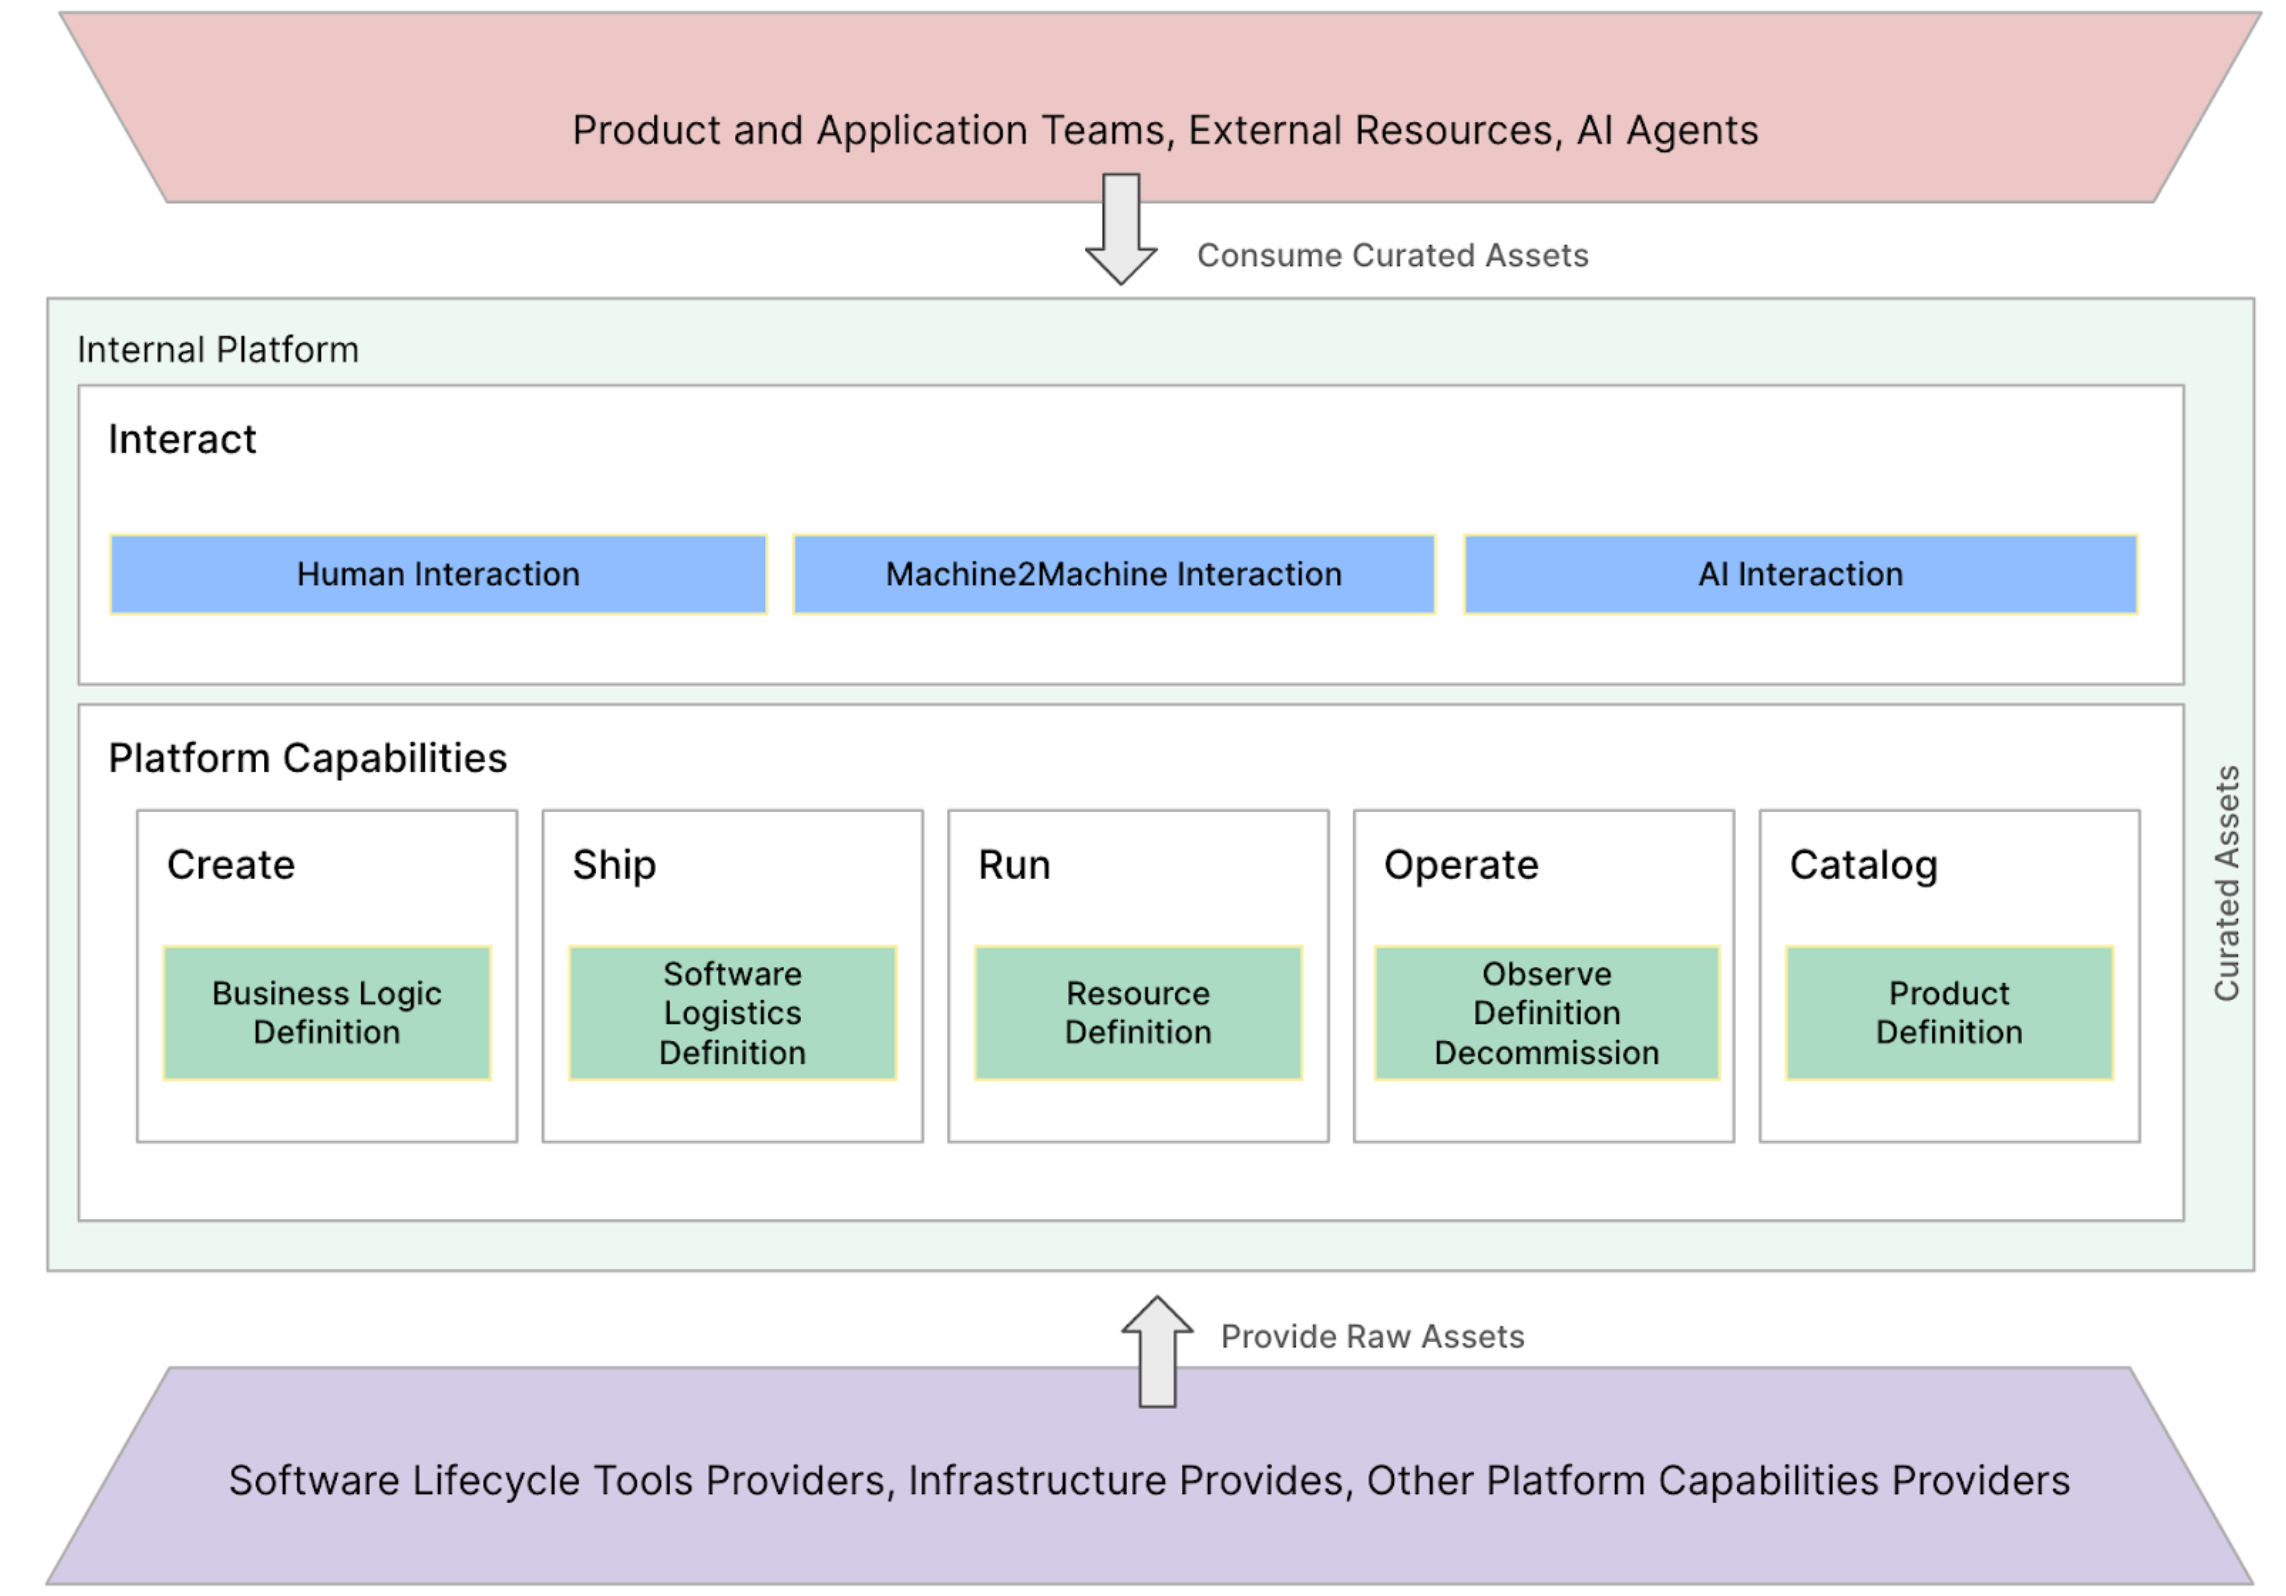 Product and Application Teams, External Resources, AI Agents
Consume Curated Assets
Internal Platform
Interact
Human Interaction
Machine2Machine Interaction
AI Interaction
Platform Capabilities
Create
Business Logic
Definition
Ship
Software
Logistics
Definition
Run
Resource
Definition
Operate
Observe
Definition
Decommission
Catalog
Product
Definition
Curated Assets
Provide Raw Assets
Software Lifecycle Tools Providers, Infrastructure Provides, Other Platform Capabilities Providers